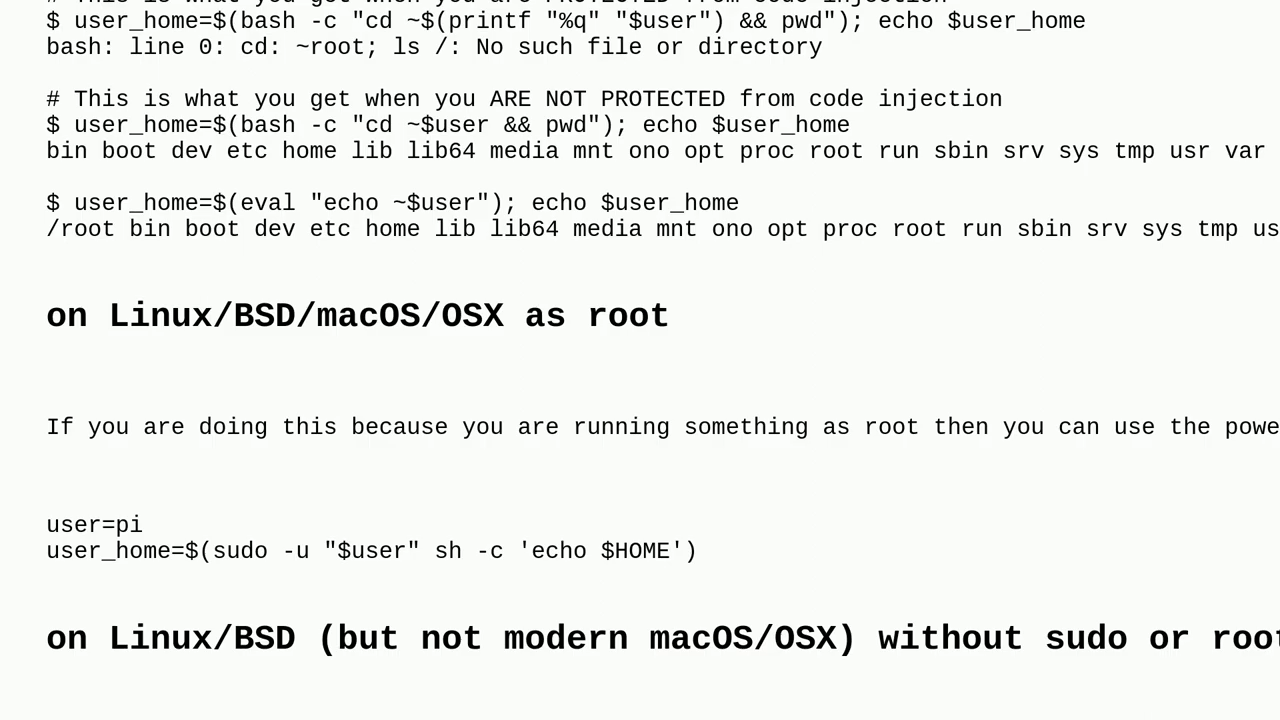 $ user_home=$(bash -c "cd ~$(printf "%q" "$user") && pwd"); echo $user_home
bash: line 0: cd: ~root; ls /: No such file or directory
# This is what you get when you ARE NOT PROTECTED from code injection
$ user_home=$(bash -c "cd ~$user && pwd"); echo $user_home
bin boot dev etc home lib lib64 media mnt ono opt proc root run sbin srv sys tmp usr var
$ user_home=$(eval "echo ~$user"); echo $user_home
/root bin boot dev etc home lib lib64 media mnt ono opt proc root run sbin srv sys tmp us
on Linux/BSD/macOS/OSX as root
If you are doing this because you are running something as root then you can use the powe
user=pi
user_home=$(sudo -u "$user" sh -c 'echo $HOME')
on Linux/BSD (but not modern macOS/OSX) without sudo or root